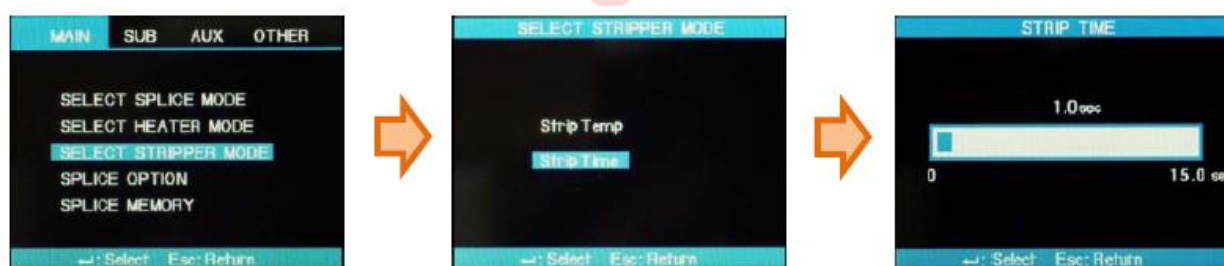 MAIN SUB AUX OTHER
SELECT SPLICE MODE
SELECT HEATER MODE
SELECT STRIPPER MODE
SPLICE OPTION
SPLICE MEMORY
↵: Select Esc: Return
SELECT STRIPPER MODE
Strip Temp
Strip Time
↵: Select Esc: Return
STRIP TIME
1.0sec
0 15.0 se
↵: Select Esc: Return